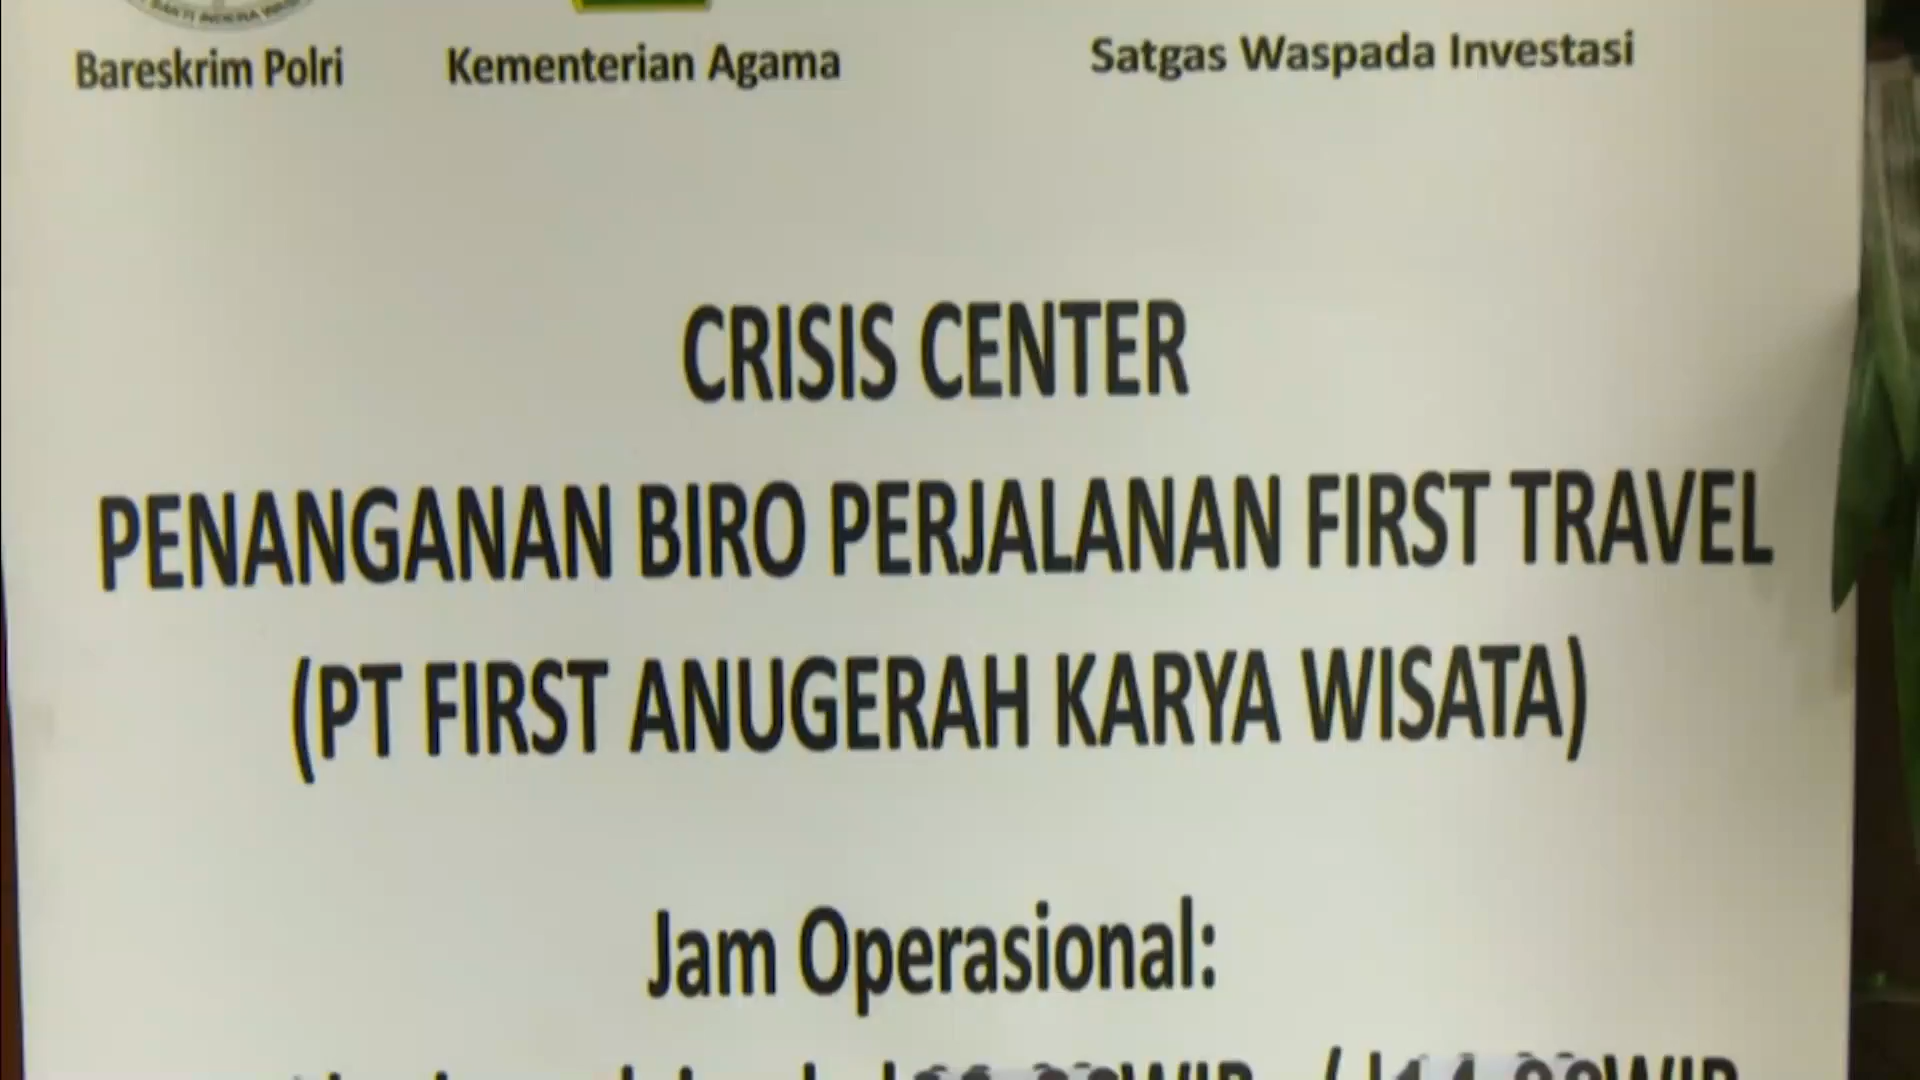 Bareskrim Polri Kementerian Agama Satgas Waspada Investasi
CRISIS CENTER
PENANGANAN BIRO PERJALANAN FIRST TRAVEL
(PT FIRST ANUGERAH KARYA WISATA)
Jam Operasional: